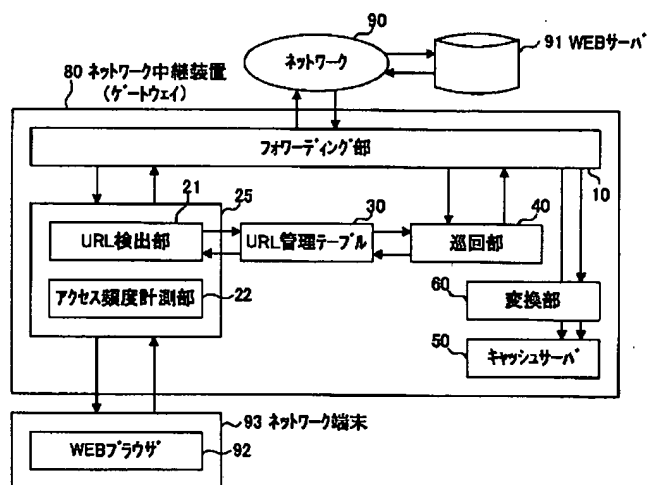 90
ネットワーク
91 WEBサーバ
80 ネットワーク中継装置
(ゲートウェイ)
フォワーディング部
10
21
25
URL検出部
30
URL管理テーブル
40
巡回部
アクセス頻度計測部
22
60
変換部
50
キャッシュサーバ
93 ネットワーク端末
WEBブラウザ
92